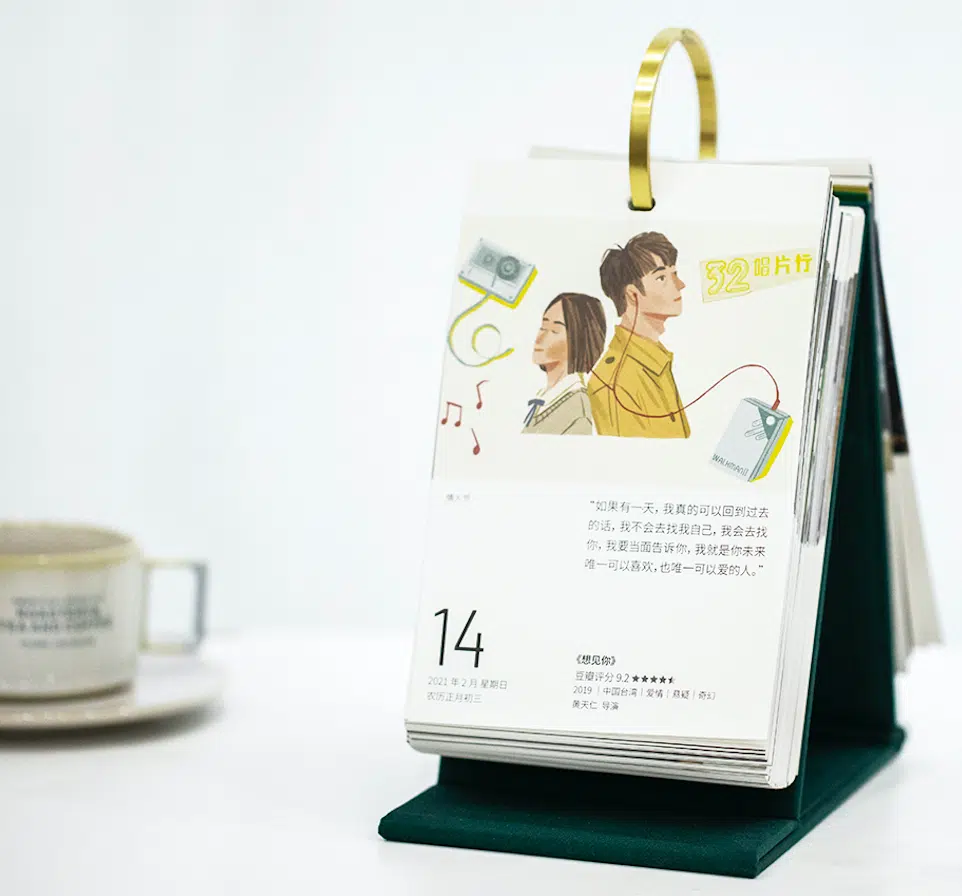 32唱片行
WALKMAN
情人节
“如果有一天，我真的可以回到过去
的话，我不会去找我自己，我会去找
你，我要当面告诉你，我就是你未来
唯一可以喜欢，也唯一可以爱的人。”
14
2021 年 2 月 星期日
农历正月初三
《想见你》
豆瓣评分 9.2 ★★★★★
2019 ｜中国台湾｜爱情｜悬疑｜奇幻
黄天仁 导演